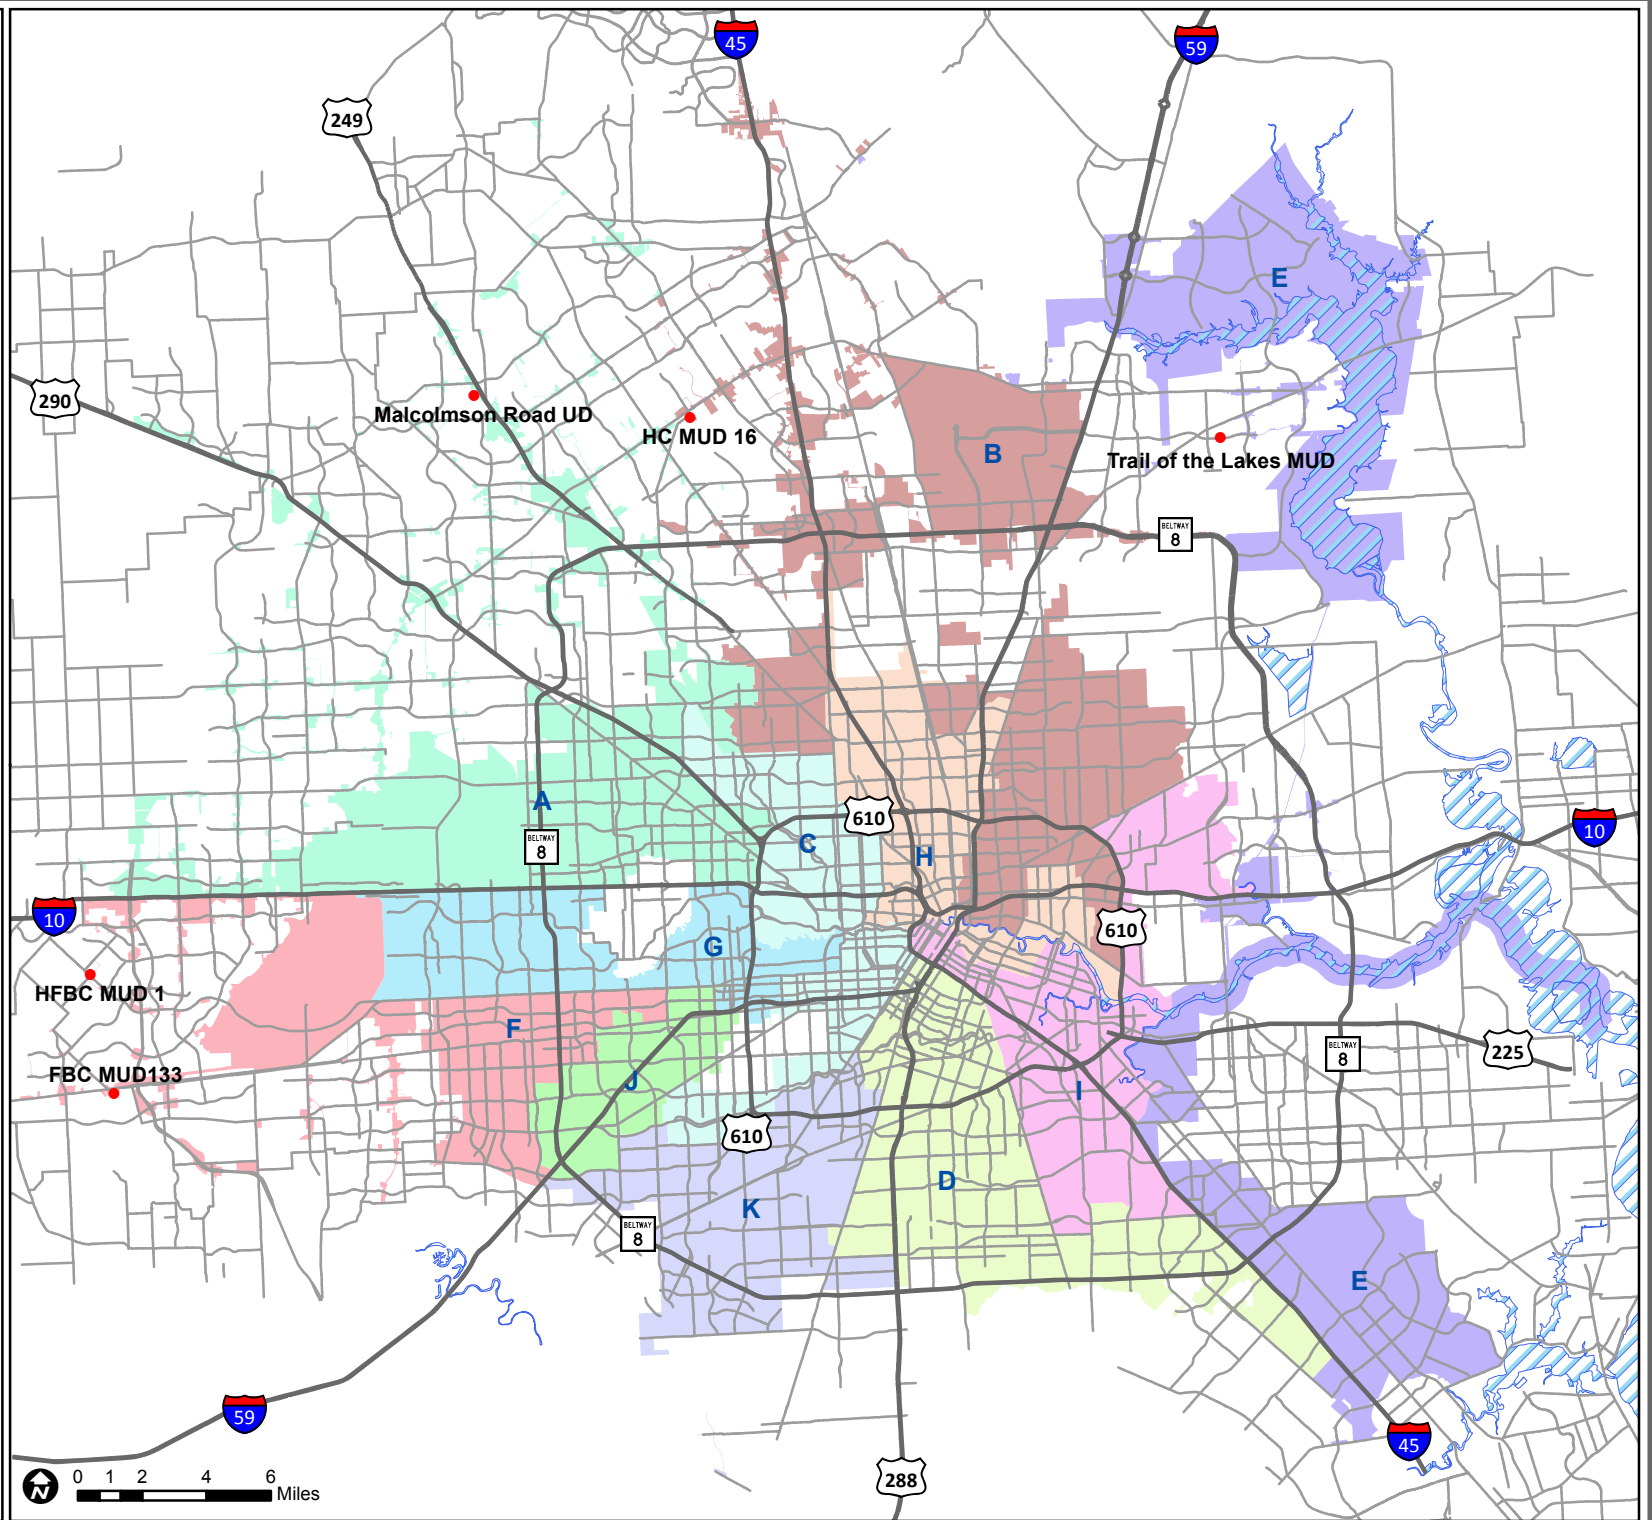 45
59
249
E
290
Malcolmson Road UD
HC MUD 16
B
Trail of the Lakes MUD
BELTWAY
8
A
610
C
H
BELTWAY
8
10
10
G
610
HFBC MUD 1
F
FBC MUD133
J
I
BELTWAY
8
225
610
D
K
BELTWAY
8
E
59
45
288
N
0 1 2 4 6
Miles